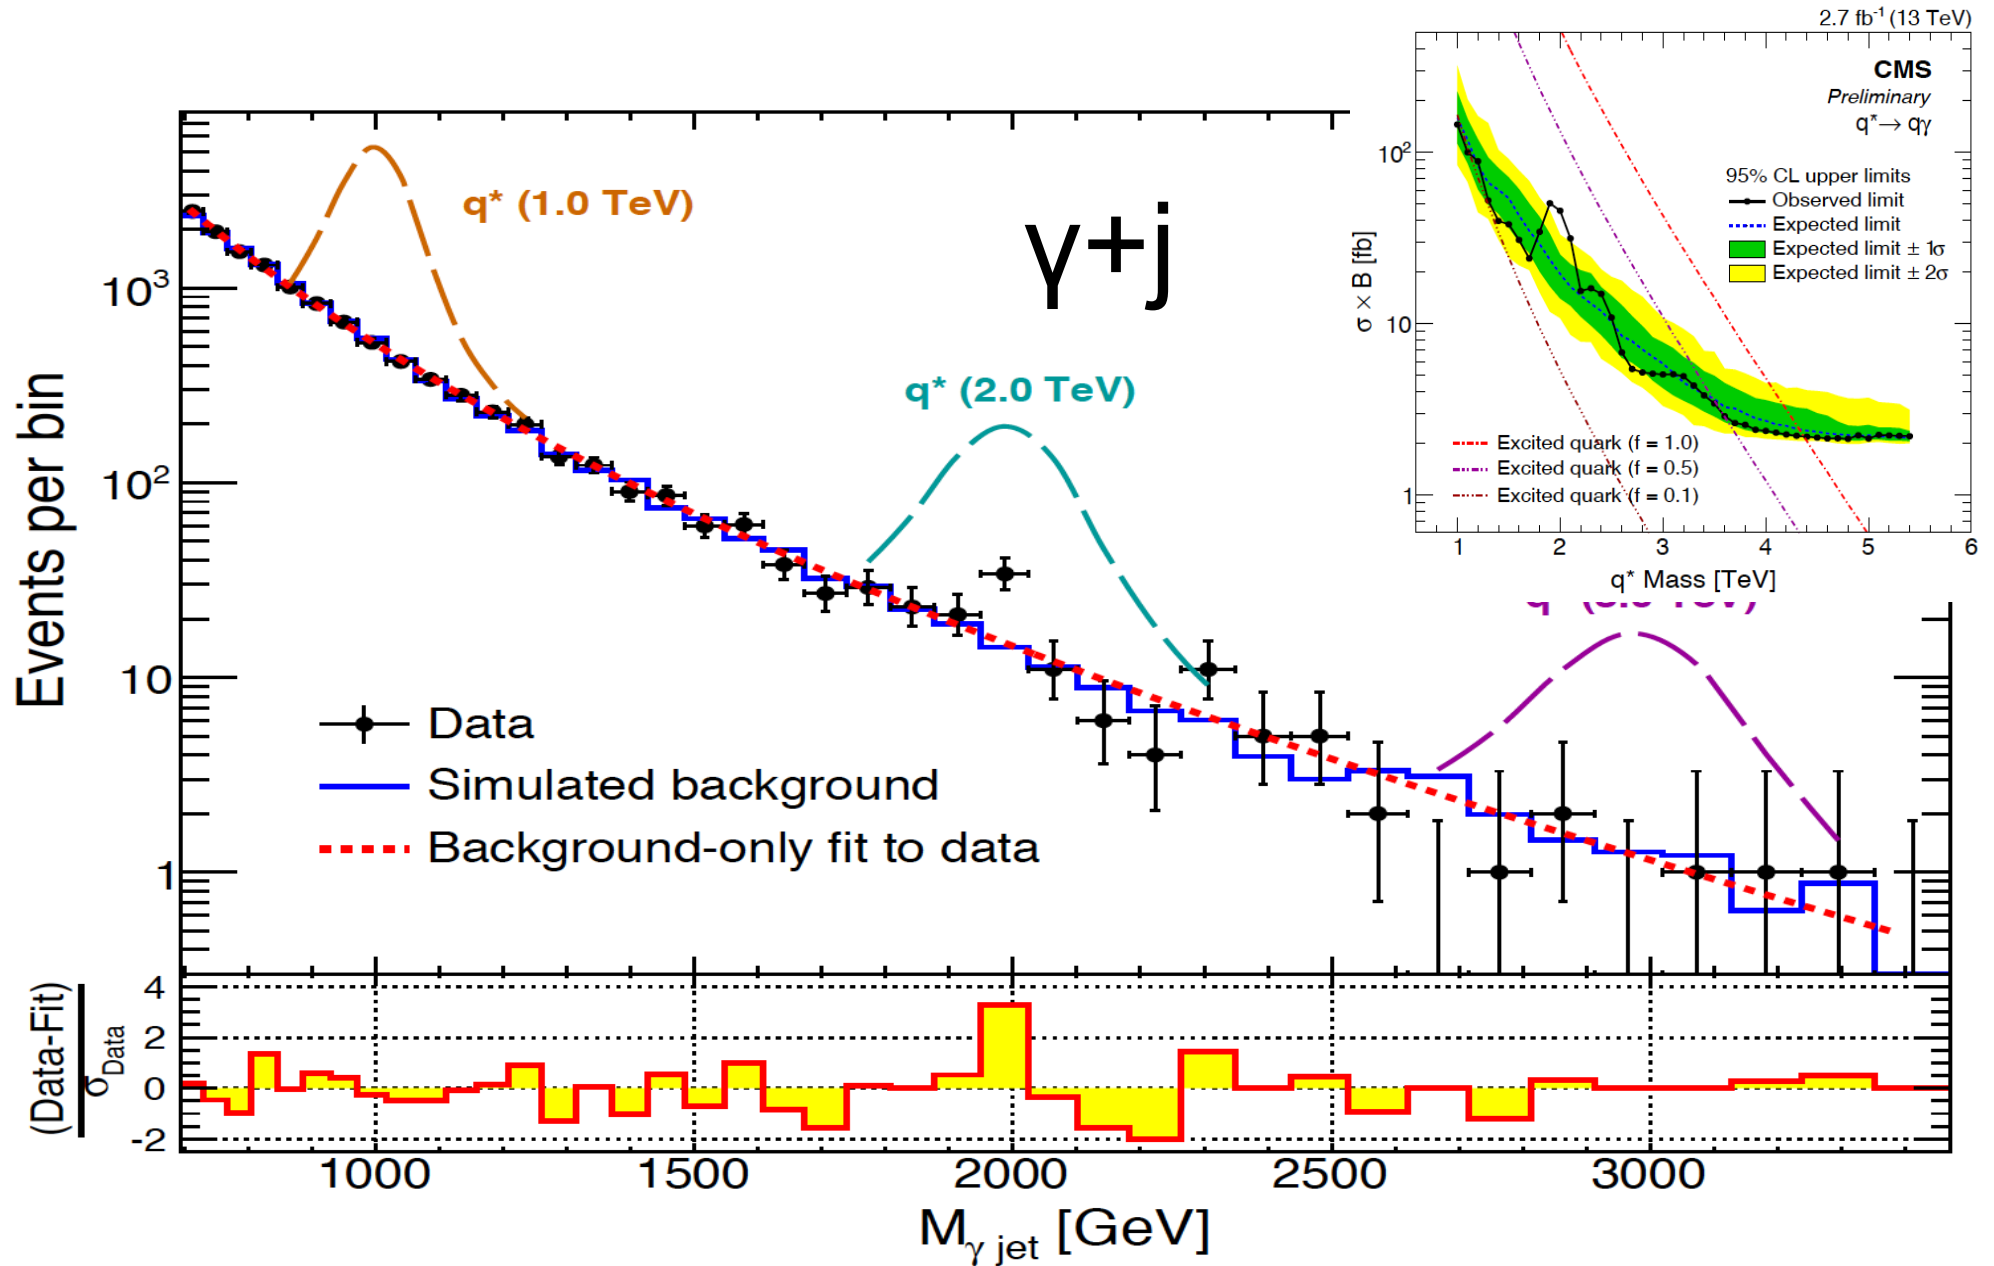 2.7 fb⁻¹ (13 TeV)
CMS
Preliminary
q*→ qγ
95% CL upper limits
Observed limit
Expected limit
Expected limit ± 1σ
Expected limit ± 2σ
Excited quark (f = 1.0)
Excited quark (f = 0.5)
Excited quark (f = 0.1)
σ × B [fb]
10²
10
1
1 2 3 4 5 6
q* Mass [TeV]
γ+j
q* (1.0 TeV)
q* (2.0 TeV)
Events per bin
10³
10²
10
1
Data
Simulated background
Background-only fit to data
(Data-Fit)
σData
4
2
0
-2
1000 1500 2000 2500 3000
Mγ jet [GeV]